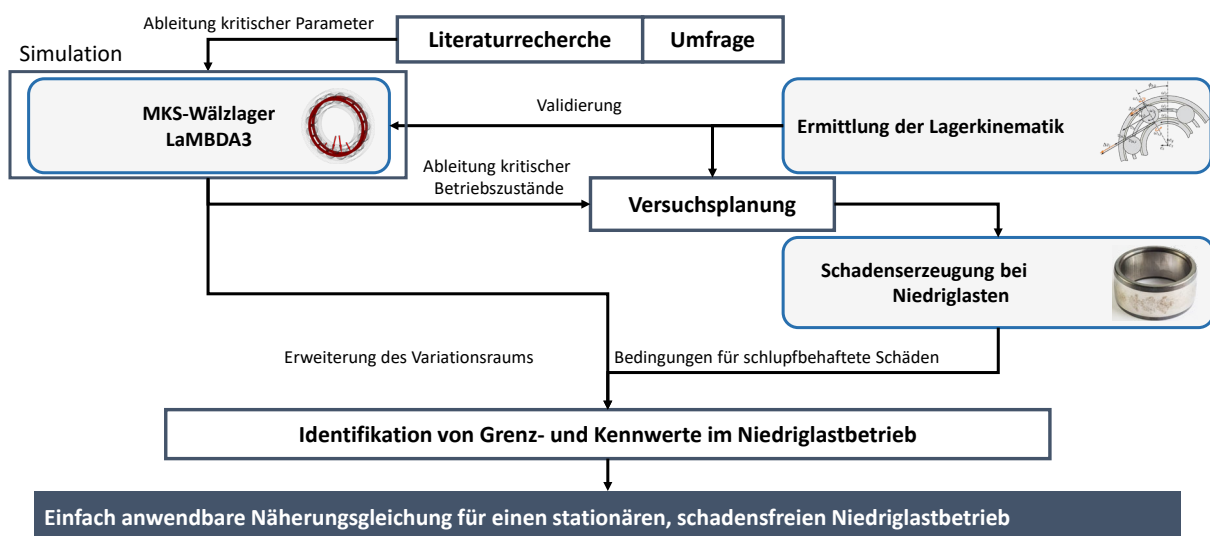 Ableitung kritischer Parameter
Literaturrecherche
Umfrage
Simulation
MKS-Wälzlager
LaMBDA3
Validierung
Ermittlung der Lagerkinematik
Ableitung kritischer
Betriebszustände
Versuchsplanung
Schadenserzeugung bei
Niedriglasten
Erweiterung des Variationsraums
Bedingungen für schlupfbehaftete Schäden
Identifikation von Grenz- und Kennwerte im Niedriglastbetrieb
Einfach anwendbare Näherungsgleichung für einen stationären, schadensfreien Niedriglastbetrieb